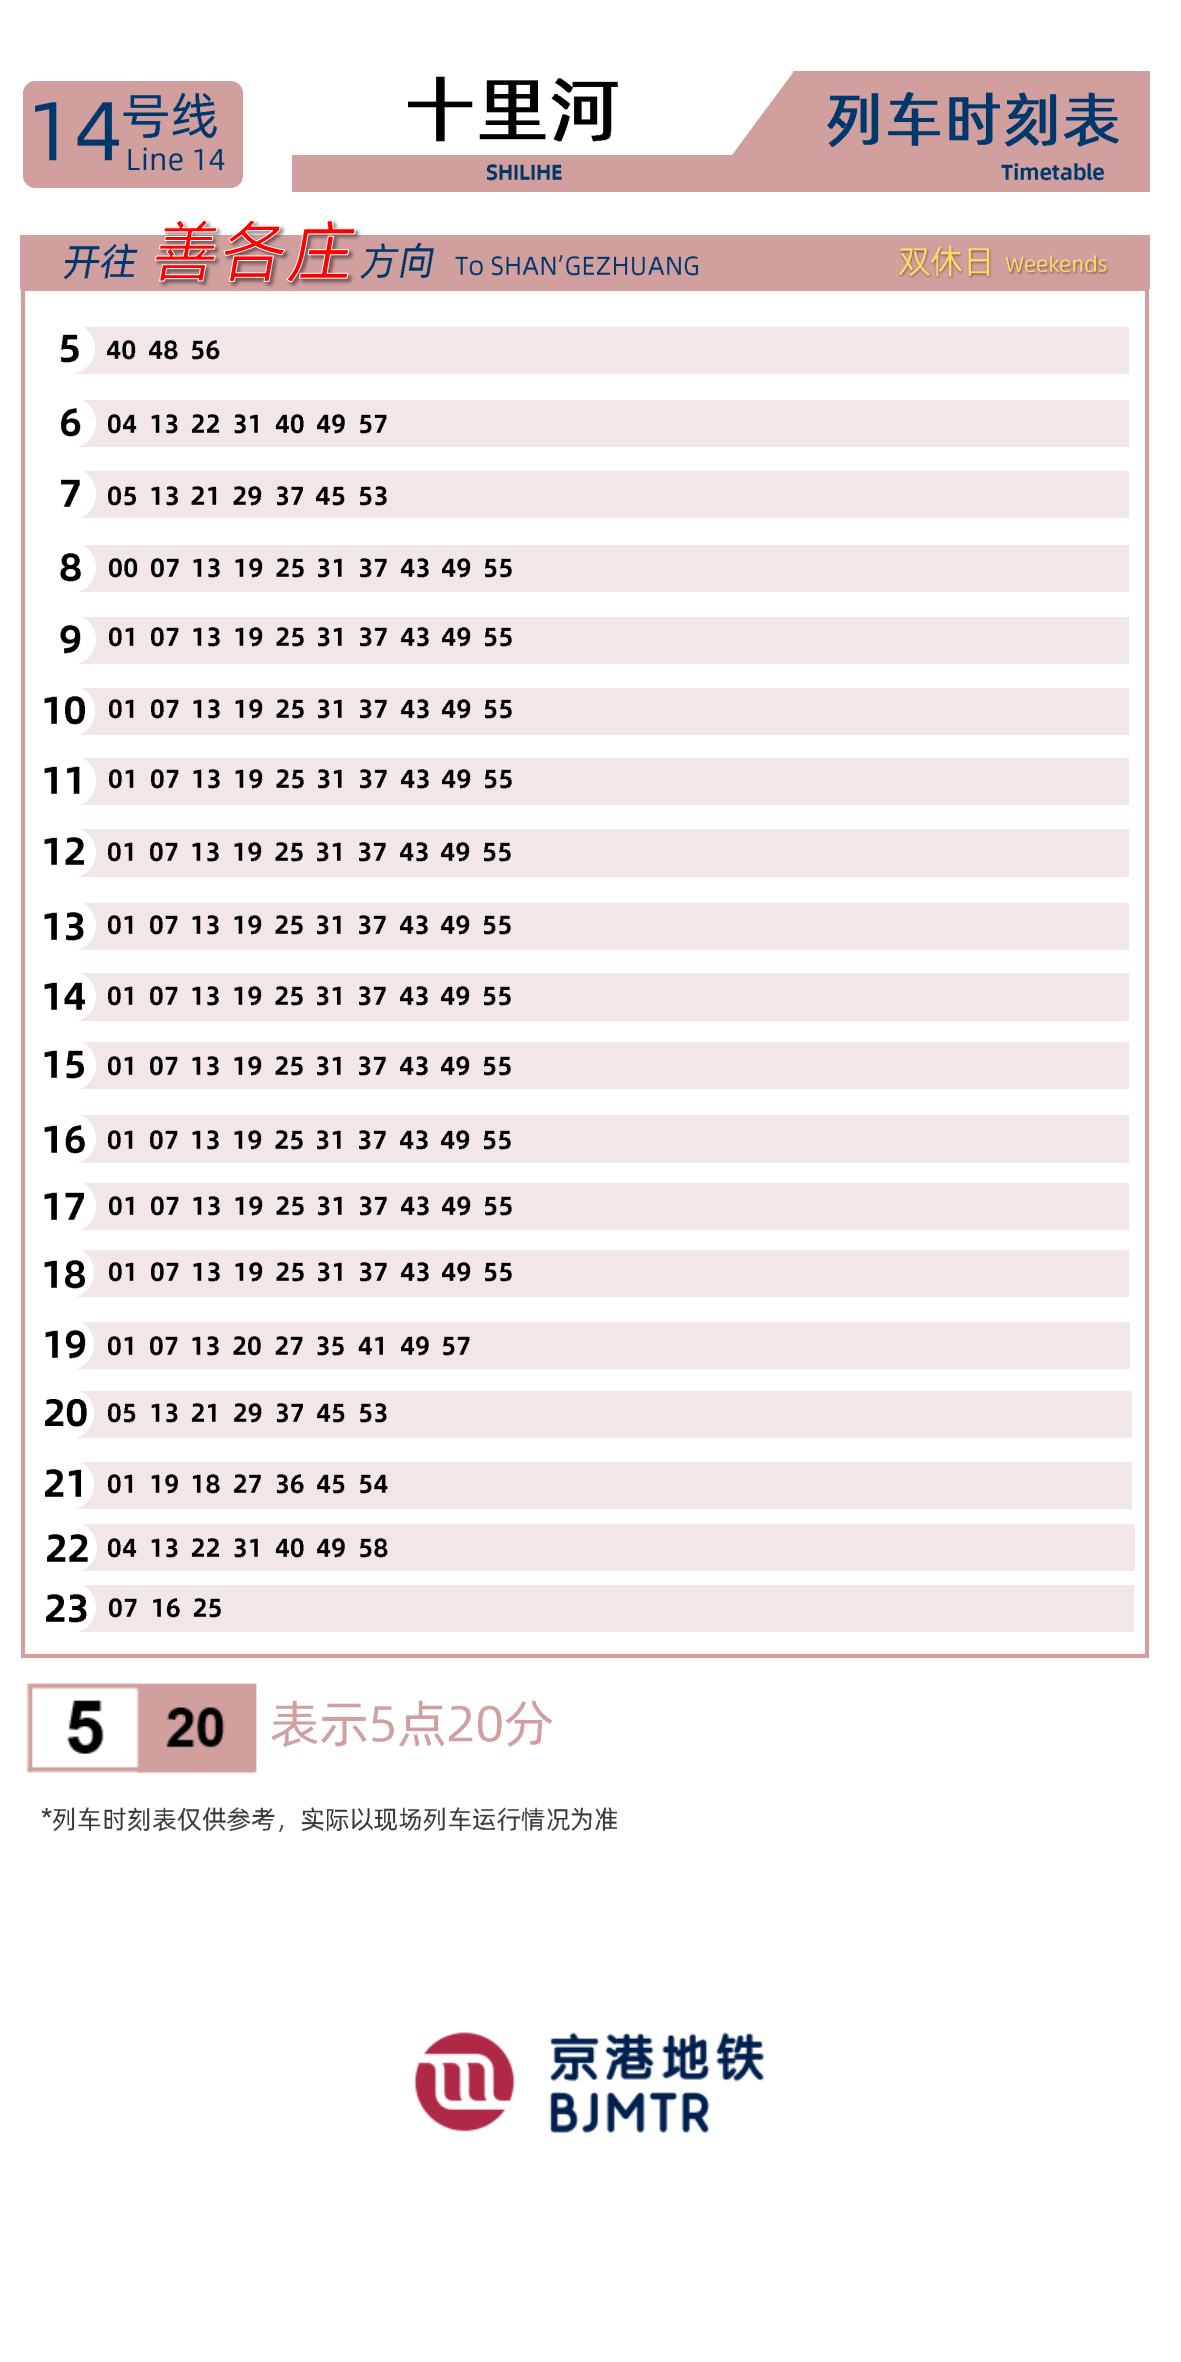 14号线
Line 14
十里河
SHILIHE
列车时刻表
Timetable
开往 善各庄 方向 To SHAN'GEZHUANG 双休日 Weekends
5 40 48 56
6 04 13 22 31 40 49 57
7 05 13 21 29 37 45 53
8 00 07 13 19 25 31 37 43 49 55
9 01 07 13 19 25 31 37 43 49 55
10 01 07 13 19 25 31 37 43 49 55
11 01 07 13 19 25 31 37 43 49 55
12 01 07 13 19 25 31 37 43 49 55
13 01 07 13 19 25 31 37 43 49 55
14 01 07 13 19 25 31 37 43 49 55
15 01 07 13 19 25 31 37 43 49 55
16 01 07 13 19 25 31 37 43 49 55
17 01 07 13 19 25 31 37 43 49 55
18 01 07 13 19 25 31 37 43 49 55
19 01 07 13 20 27 35 41 49 57
20 05 13 21 29 37 45 53
21 01 19 18 27 36 45 54
22 04 13 22 31 40 49 58
23 07 16 25
5 20 表示5点20分
*列车时刻表仅供参考，实际以现场列车运行情况为准
京港地铁
BJMTR